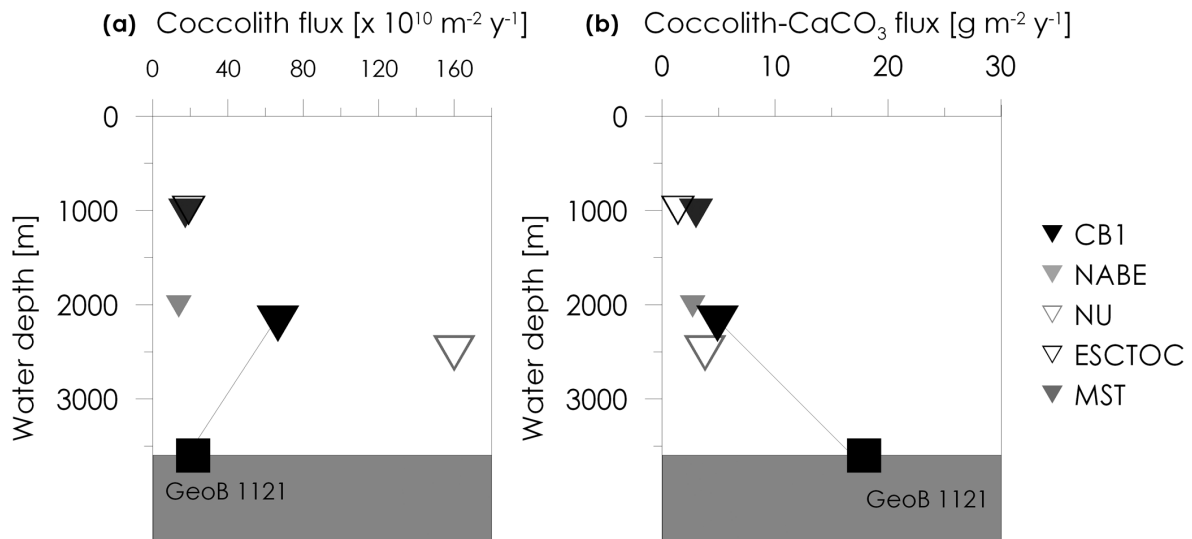 (a) Coccolith flux [x 10¹⁰ m⁻² y⁻¹]
0 40 80 120 160
Water depth [m]
0
1000
2000
3000
GeoB 1121
(b) Coccolith-CaCO₃ flux [g m⁻² y⁻¹]
0 10 20 30
Water depth [m]
0
1000
2000
3000
GeoB 1121
CB1
NABE
NU
ESCTOC
MST